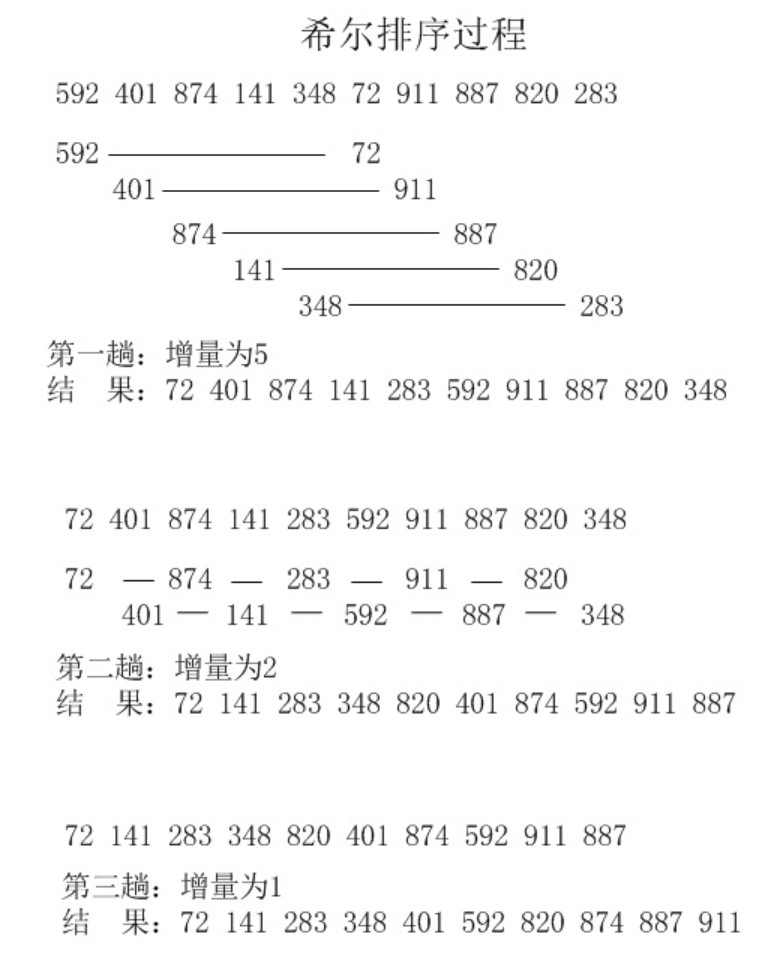 希尔排序过程
592 401 874 141 348 72 911 887 820 283
592 72
401 911
874 887
141 820
348 283
第一趟：增量为5
结 果：72 401 874 141 283 592 911 887 820 348
72 401 874 141 283 592 911 887 820 348
72 — 874 — 283 — 911 — 820
401 — 141 — 592 — 887 — 348
第二趟：增量为2
结 果：72 141 283 348 820 401 874 592 911 887
72 141 283 348 820 401 874 592 911 887
第三趟：增量为1
结 果：72 141 283 348 401 592 820 874 887 911